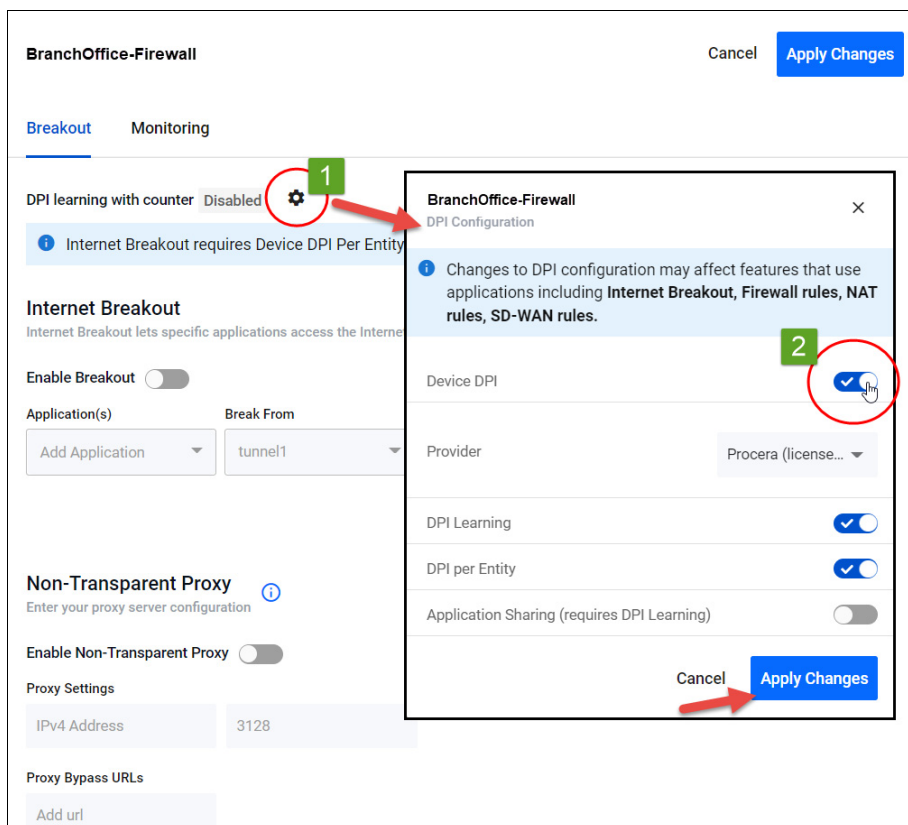 BranchOffice-Firewall
Cancel
Apply Changes
Breakout
Monitoring
DPI learning with counter Disabled
1
Internet Breakout requires Device DPI Per Entity
Internet Breakout
Internet Breakout lets specific applications access the Internet
Enable Breakout
Application(s)
Break From
Add Application
tunnel1
Non-Transparent Proxy
Enter your proxy server configuration
Enable Non-Transparent Proxy
Proxy Settings
IPv4 Address
3128
Proxy Bypass URLs
Add url
BranchOffice-Firewall
DPI Configuration
Changes to DPI configuration may affect features that use
applications including Internet Breakout, Firewall rules, NAT
rules, SD-WAN rules.
2
Device DPI
Provider
Procera (license...
DPI Learning
DPI per Entity
Application Sharing (requires DPI Learning)
Cancel
Apply Changes